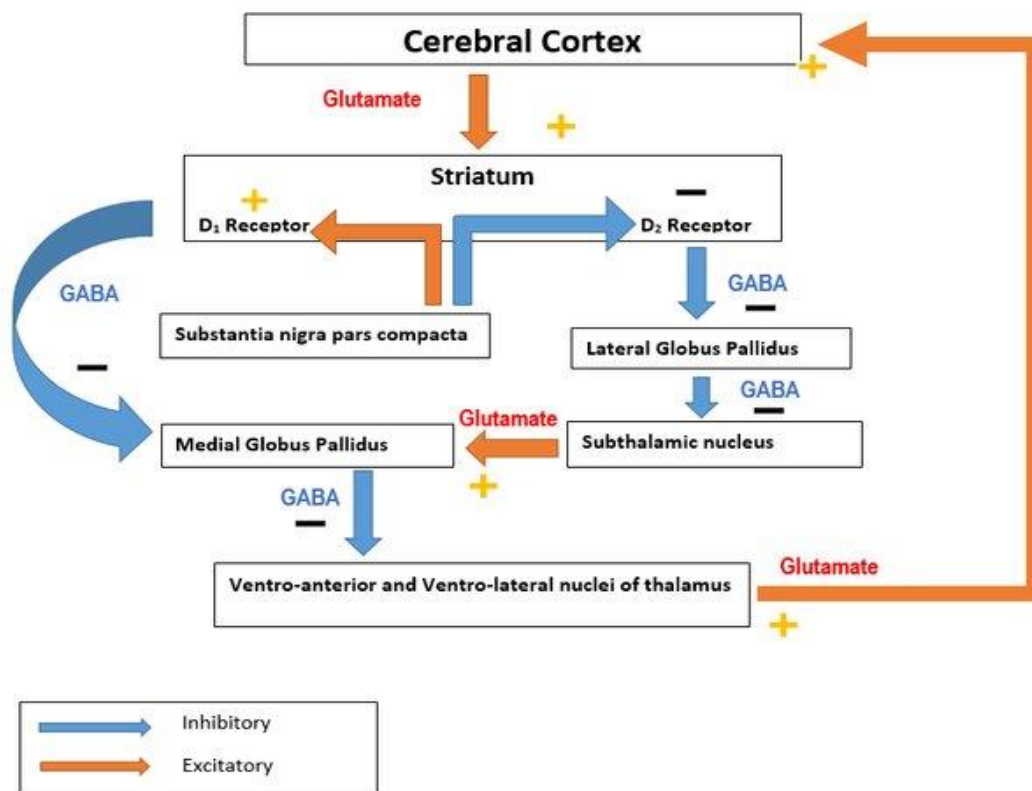 Cerebral Cortex
+
Glutamate
+
Striatum
+
−
D₁ Receptor
D₂ Receptor
GABA
GABA
−
Substantia nigra pars compacta
Lateral Globus Pallidus
−
GABA
−
Glutamate
Medial Globus Pallidus
Subthalamic nucleus
+
GABA
−
Ventro-anterior and Ventro-lateral nuclei of thalamus
Glutamate
+
Inhibitory
Excitatory